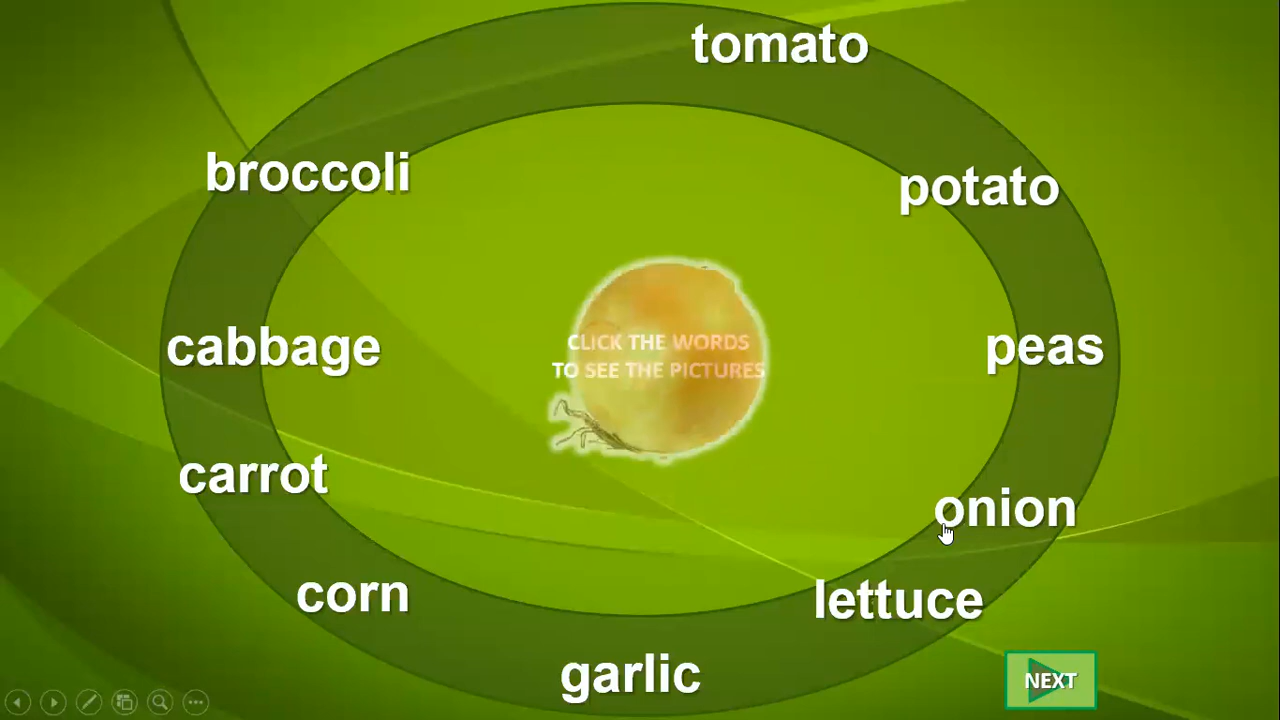 tomato
broccoli
potato
CLICK THE WORDS
TO SEE THE PICTURES
cabbage
peas
carrot
onion
corn
lettuce
garlic
NEXT